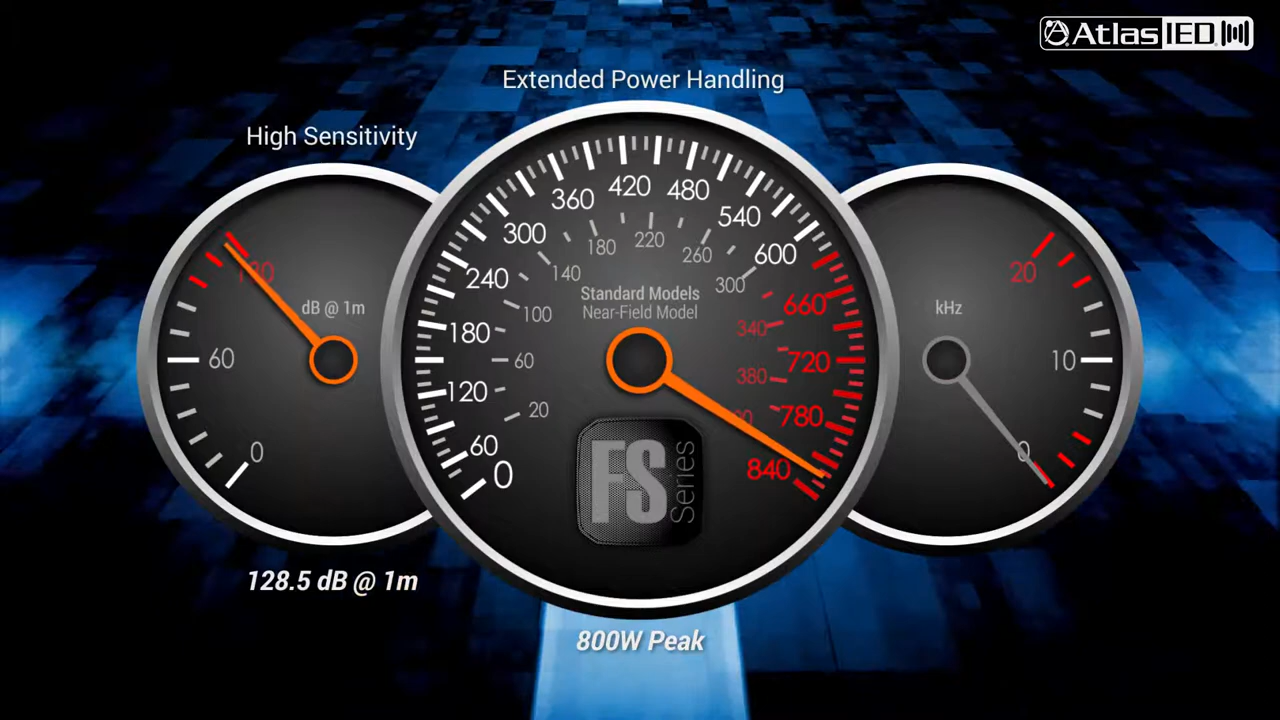 AtlasIED
Extended Power Handling
High Sensitivity
0
60
dB @ 1m
0
60
120
180
240
300
360
420
480
540
600
660
720
780
840
20
60
100
140
180
220
260
300
340
380
Standard Models
Near-Field Model
FS
Series
kHz
20
10
0
128.5 dB @ 1m
800W Peak